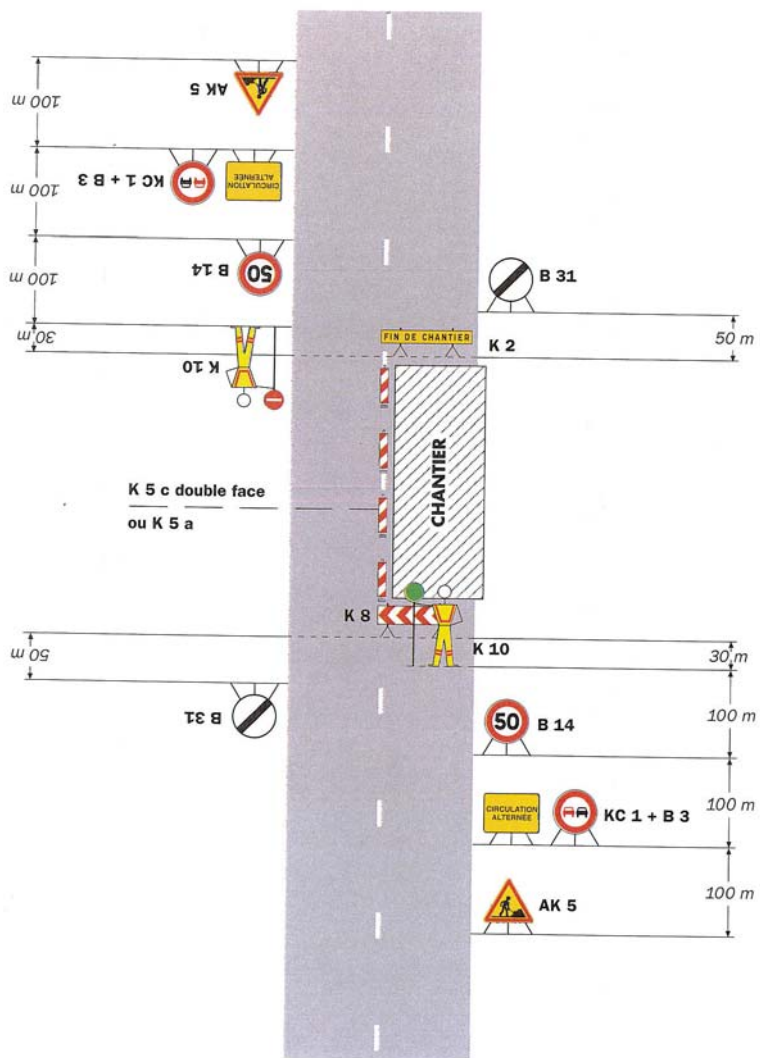 100 m
AK 5
100 m
KC 1 + B 3
CIRCULATION
ALTERNÉE
100 m
B 14
50
B 31
30 m
FIN DE CHANTIER
K 2
50 m
K 10
CHANTIER
K 5 c double face
ou K 5 a
K 8
K 10
50 m
30 m
B 31
50
B 14
100 m
CIRCULATION
ALTERNÉE
KC 1 + B 3
100 m
AK 5
100 m